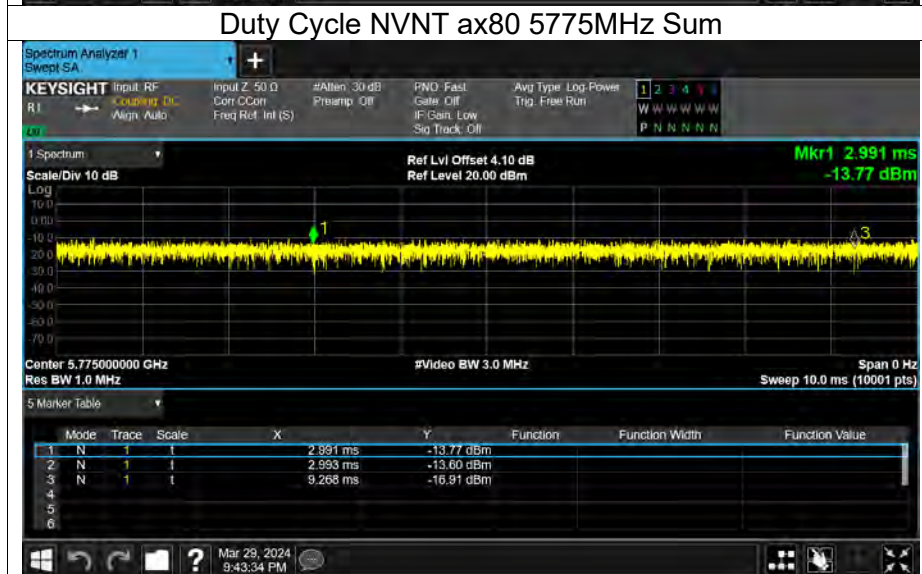 Duty Cycle NVNT ax80 5775MHz Sum
Spectrum Analyzer 1
Swept SA
+
KEYSIGHT Input: RF Input Z: 50 Ω #Atten: 30 dB PNO: Fast Avg Type: Log-Power 1 2 3 4 5 6
R1 Coupling: DC Corr CCorr Preamp: Off Gate: Off Trig: Free Run W W W W W W
Align: Auto Freq Ref: Int (S) IF Gain: Low
Sig Track: Off P N N N N N
1 Spectrum Ref Lvl Offset 4.10 dB Mkr1 2.991 ms
Scale/Div 10 dB Ref Level 20.00 dBm -13.77 dBm
Log
10.0
0.00
-10.0
-20.0
-30.0
-40.0
-50.0
-60.0
-70.0
1
3
Center 5.775000000 GHz #Video BW 3.0 MHz Span 0 Hz
Res BW 1.0 MHz Sweep 10.0 ms (10001 pts)
5 Marker Table
Mode Trace Scale X Y Function Function Width Function Value
1 N 1 t 2.991 ms -13.77 dBm
2 N 1 t 2.993 ms -13.60 dBm
3 N 1 t 9.268 ms -16.91 dBm
4
5
6
? Mar 29, 2024
9:43:34 PM